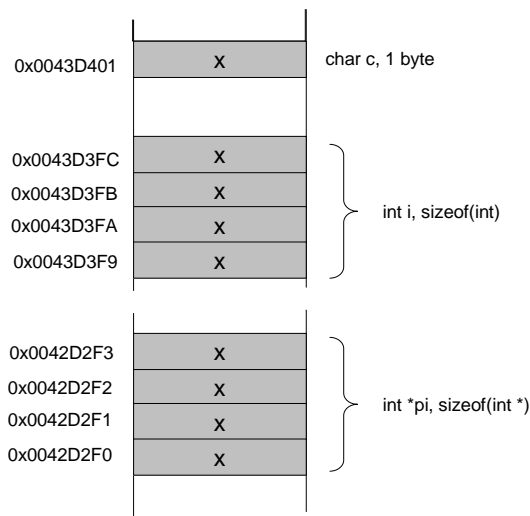 0x0043D401 X char c, 1 byte
0x0043D3FC X
0x0043D3FB X
0x0043D3FA X
0x0043D3F9 X
int i, sizeof(int)
0x0042D2F3 X
0x0042D2F2 X
0x0042D2F1 X
0x0042D2F0 X
int *pi, sizeof(int *)